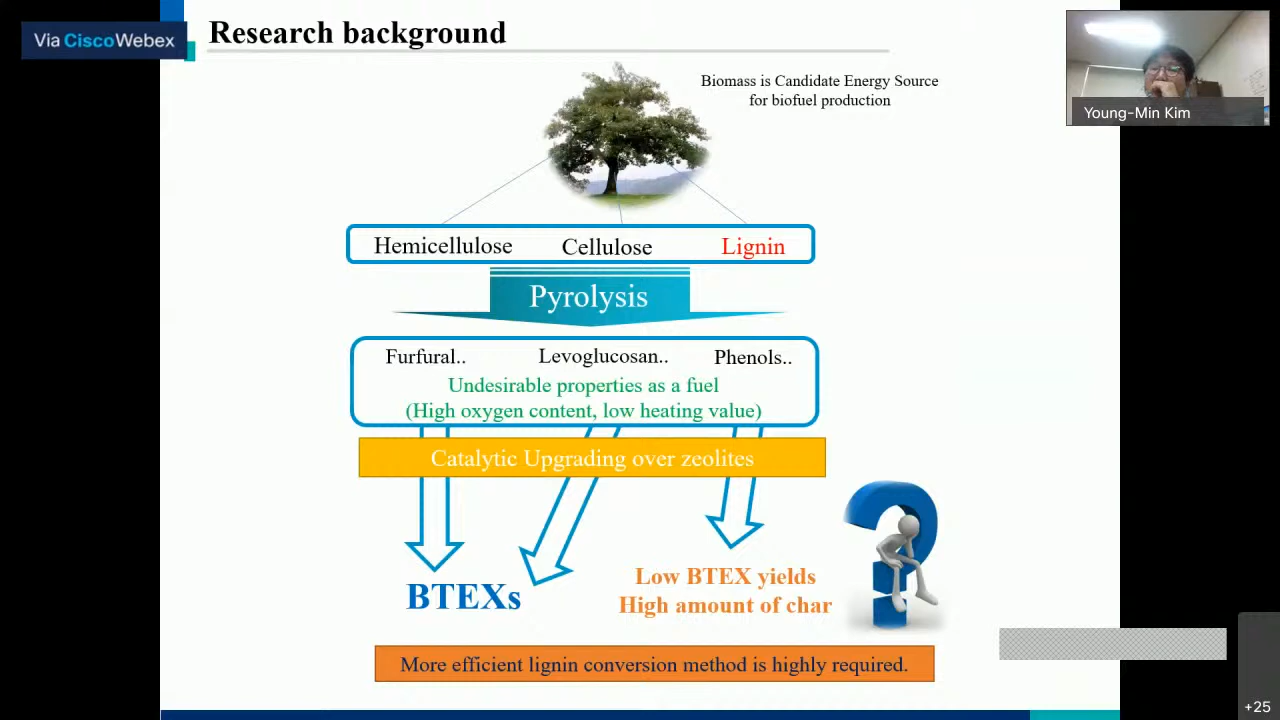 Via CiscoWebex
Research background
Biomass is Candidate Energy Source
for biofuel production
Young-Min Kim
Hemicellulose Cellulose Lignin
Pyrolysis
Furfural.. Levoglucosan.. Phenols..
Undesirable properties as a fuel
(High oxygen content, low heating value)
Catalytic Upgrading over zeolites
BTEXs
Low BTEX yields
High amount of char
More efficient lignin conversion method is highly required.
+25